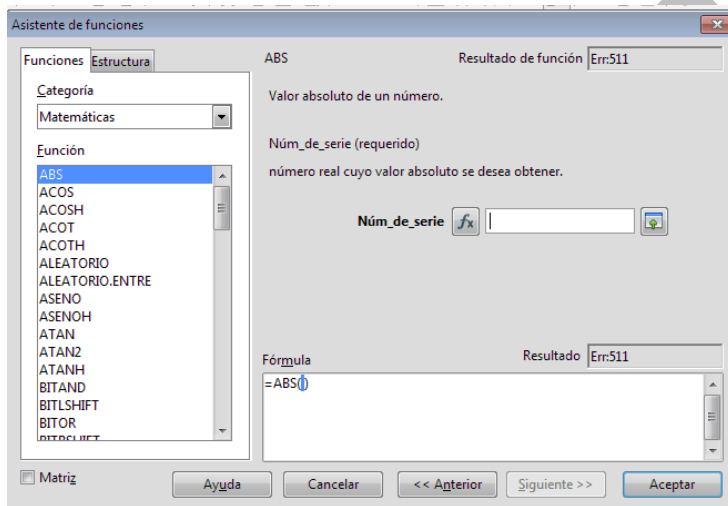 Asistente de funciones
Funciones Estructura
ABS
Resultado de función Err:511
Categoría
Valor absoluto de un número.
Matemáticas
Núm_de_serie (requerido)
Función
número real cuyo valor absoluto se desea obtener.
ABS
ACOS
ACOSH
ACOT
ACOTH
ALEATORIO
ALEATORIO.ENTRE
ASENO
ASENOH
ATAN
ATAN2
ATANH
BITAND
BITLSHIFT
BITOR
BITRSHIFT
Núm_de_serie fx
Fórmula
Resultado Err:511
=ABS()
Matriz
Ayuda
Cancelar
<< Anterior
Siguiente >>
Aceptar